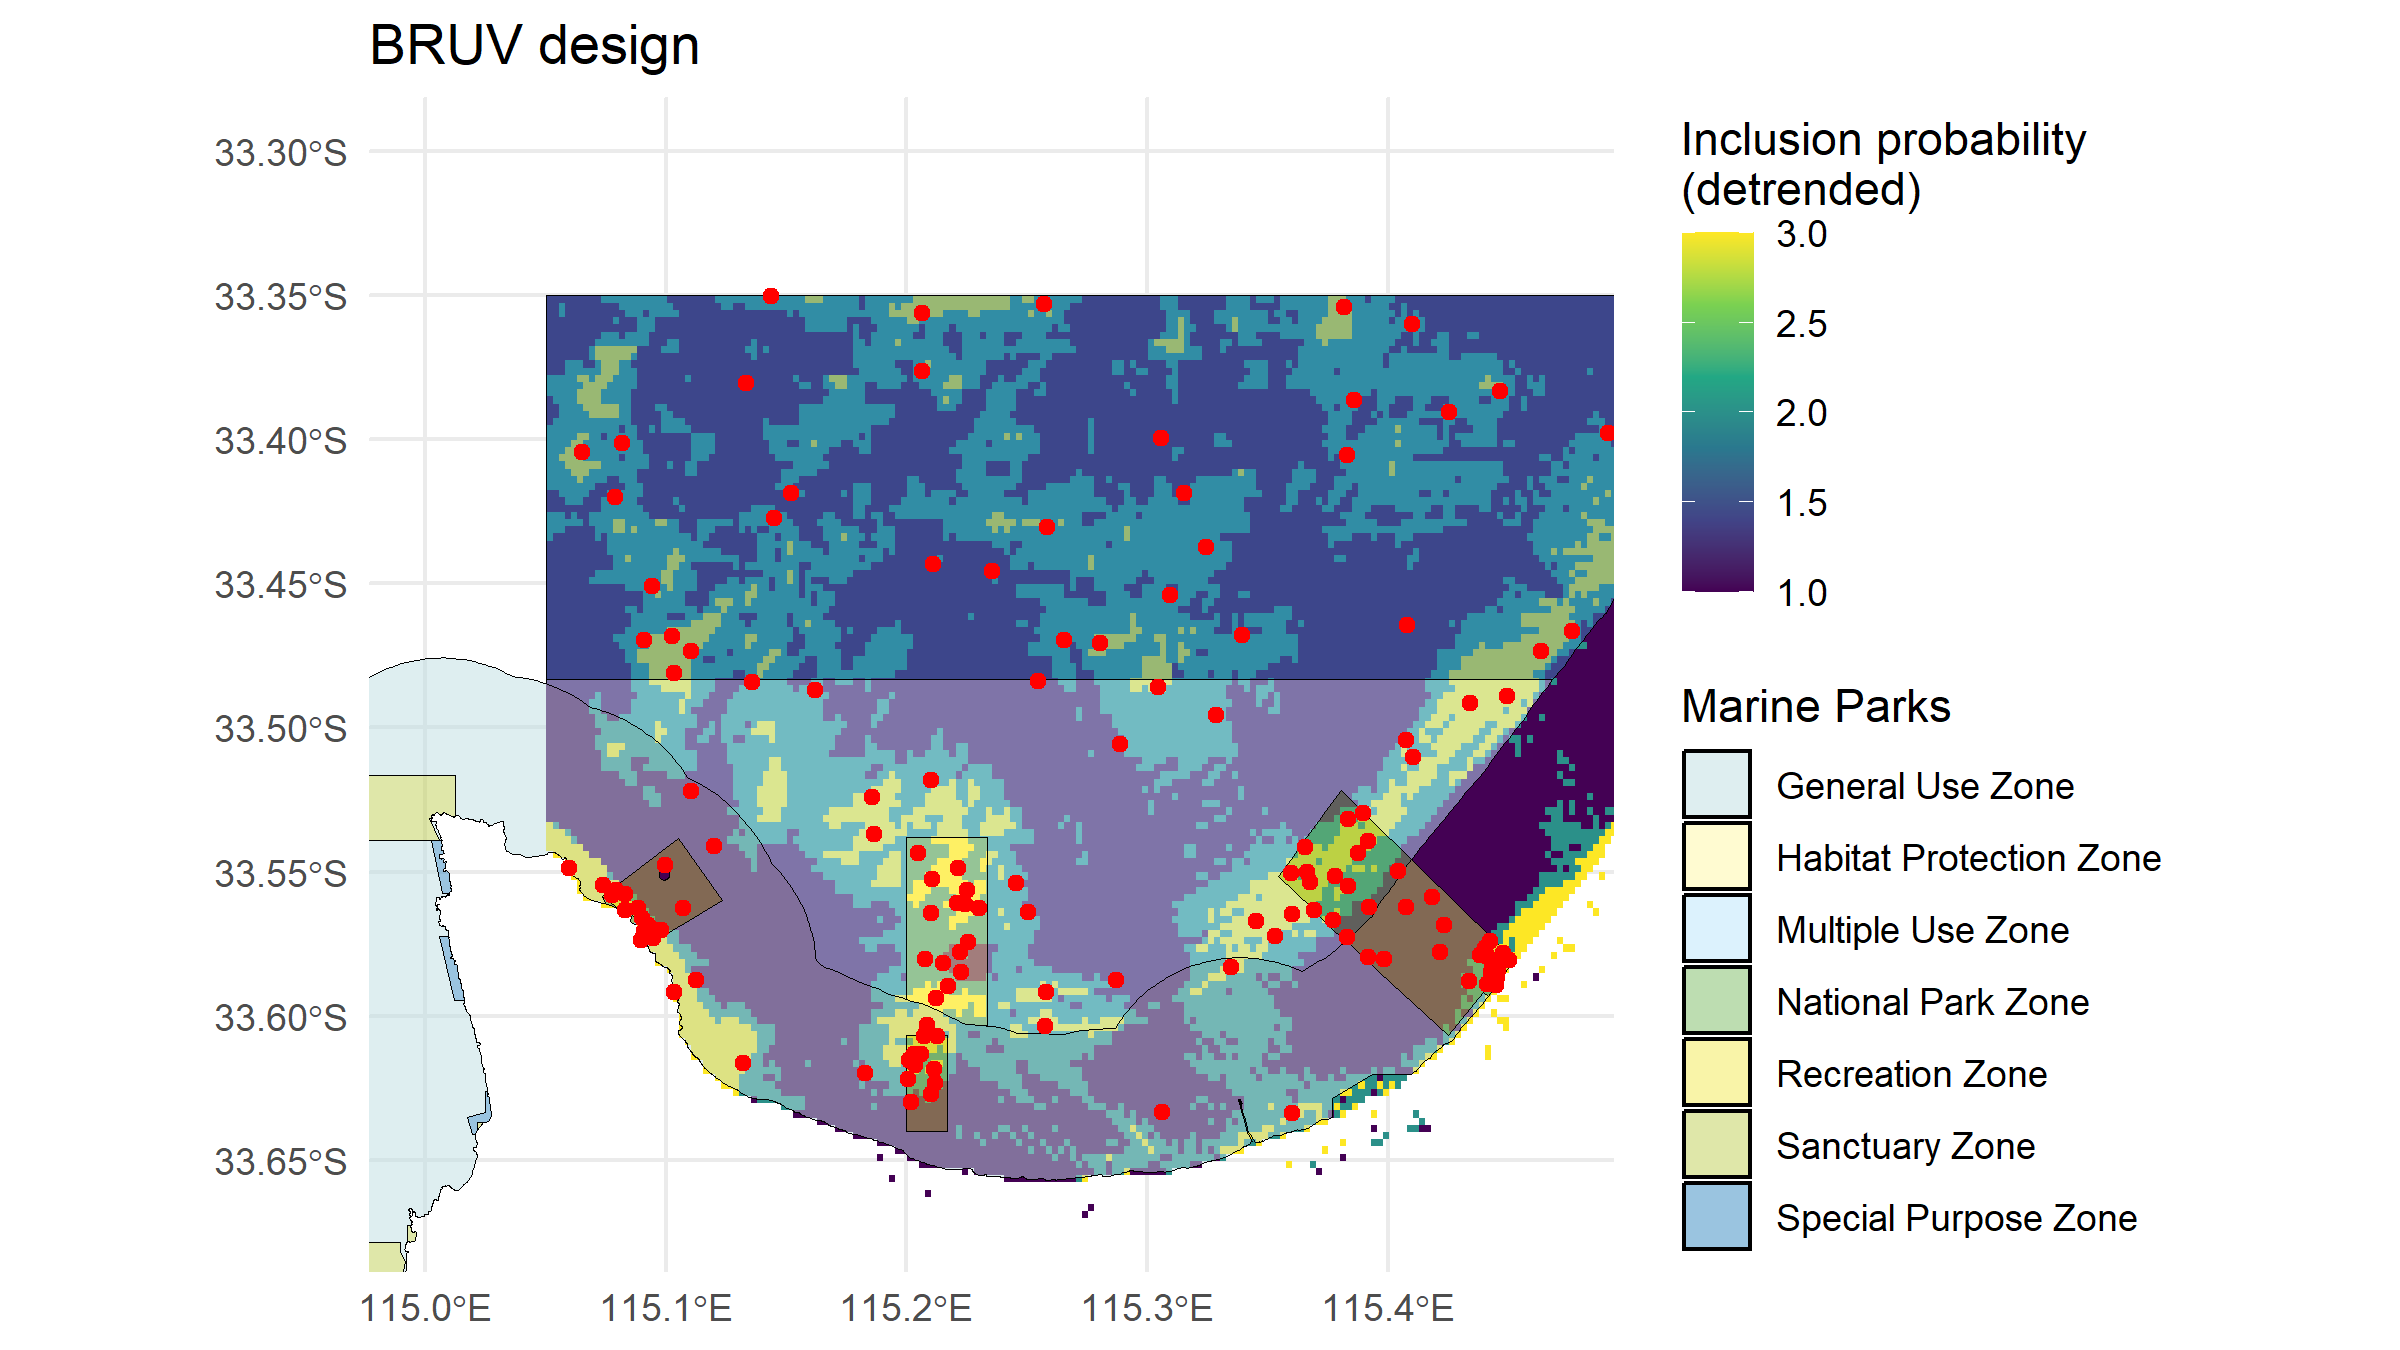 BRUV design
33.30°S
33.35°S
33.40°S
33.45°S
33.50°S
33.55°S
33.60°S
33.65°S
115.0°E
115.1°E
115.2°E
115.3°E
115.4°E
Inclusion probability
(detrended)
3.0
2.5
2.0
1.5
1.0
Marine Parks
General Use Zone
Habitat Protection Zone
Multiple Use Zone
National Park Zone
Recreation Zone
Sanctuary Zone
Special Purpose Zone